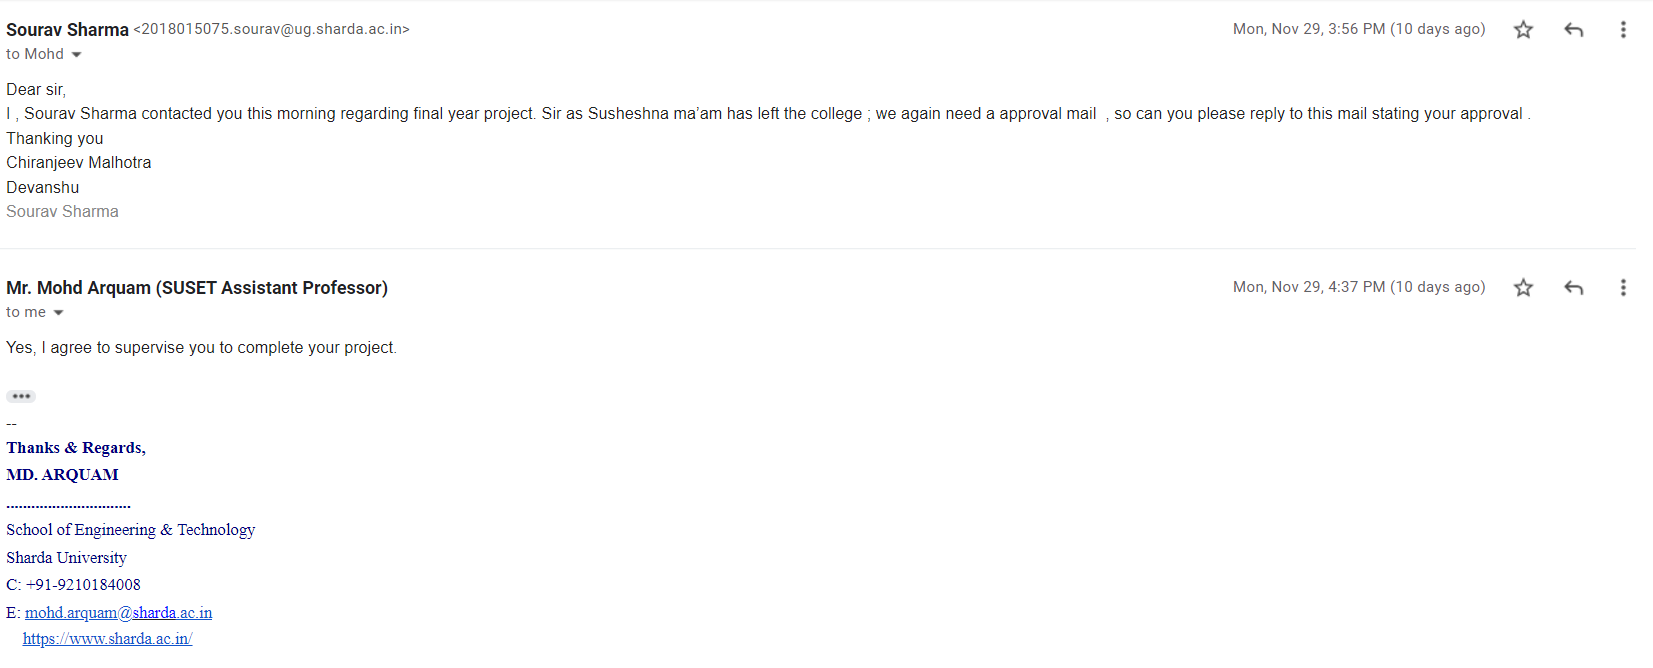 Sourav Sharma <2018015075.sourav@ug.sharda.ac.in> Mon, Nov 29, 3:56 PM (10 days ago)
to Mohd
Dear sir,
I , Sourav Sharma contacted you this morning regarding final year project. Sir as Susheshna ma’am has left the college ; we again need a approval mail  , so can you please reply to this mail stating your approval .
Thanking you
Chiranjeev Malhotra
Devanshu
Sourav Sharma
Mr. Mohd Arquam (SUSET Assistant Professor) Mon, Nov 29, 4:37 PM (10 days ago)
to me
Yes, I agree to supervise you to complete your project.
--
Thanks & Regards,
MD. ARQUAM
..............................
School of Engineering & Technology
Sharda University
C: +91-9210184008
E: mohd.arquam@sharda.ac.in
https://www.sharda.ac.in/